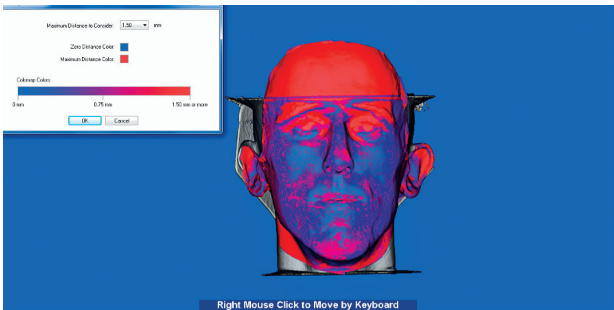 Maximum Distance to Consider: 1.50 mm
Zero Distance Color:
Maximum Distance Color:
Colormap Colors
0 mm 0.75 mm 1.50 mm or more
OK Cancel
Right Mouse Click to Move by Keyboard